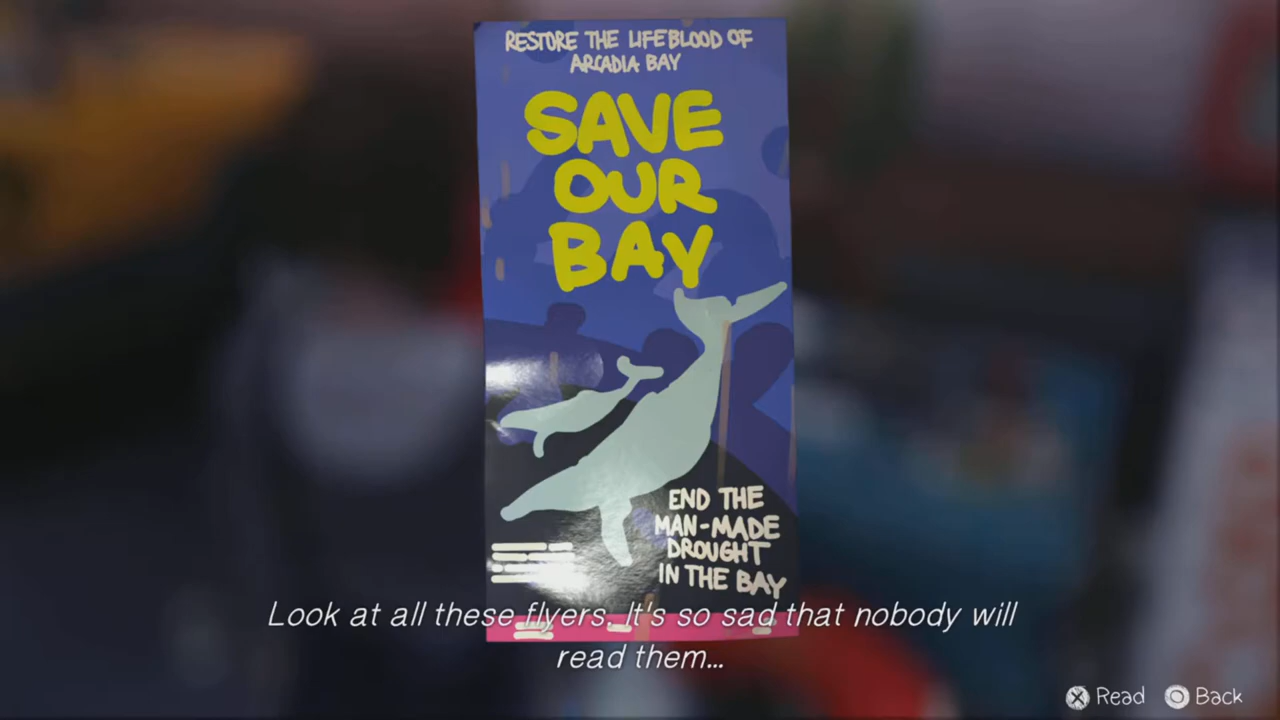 RESTORE THE LIFEBLOOD OF
ARCADIA BAY
SAVE
OUR
BAY
END THE
MAN-MADE
DROUGHT
IN THE BAY
Look at all these flyers. It's so sad that nobody will
read them...
Read Back